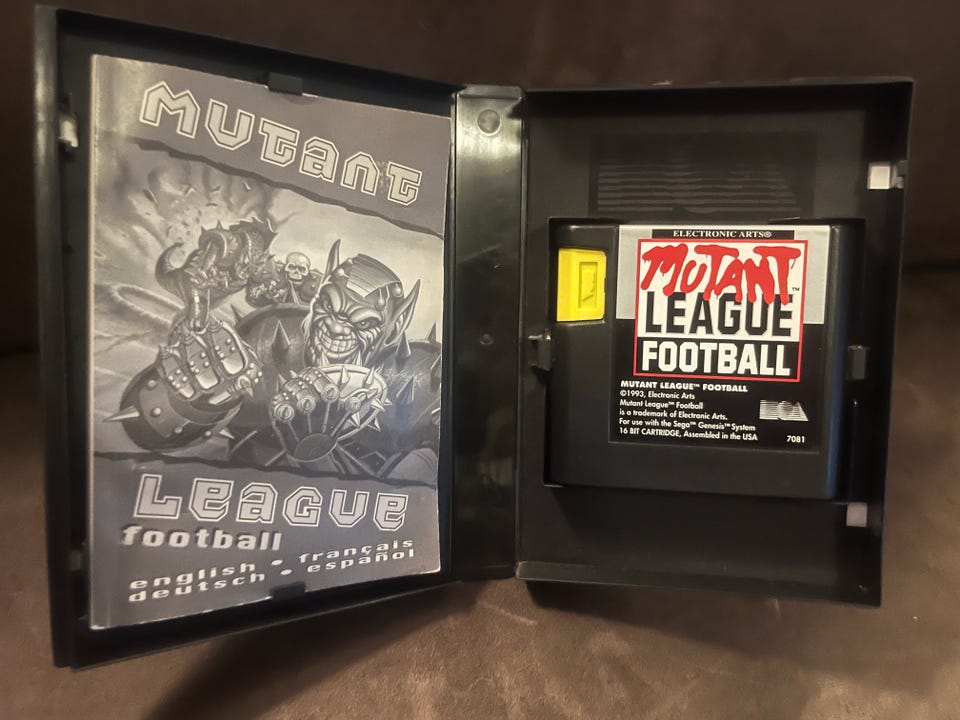 MUTANT
LEAGUE
football
english • français
deutsch • español
ELECTRONIC ARTS®
MUTANT™
LEAGUE
FOOTBALL
MUTANT LEAGUE™ FOOTBALL
©1993, Electronic Arts
Mutant League™ Football
is a trademark of Electronic Arts.
For use with the Sega™ Genesis™ System
16 BIT CARTRIDGE, Assembled in the USA
EA
7081